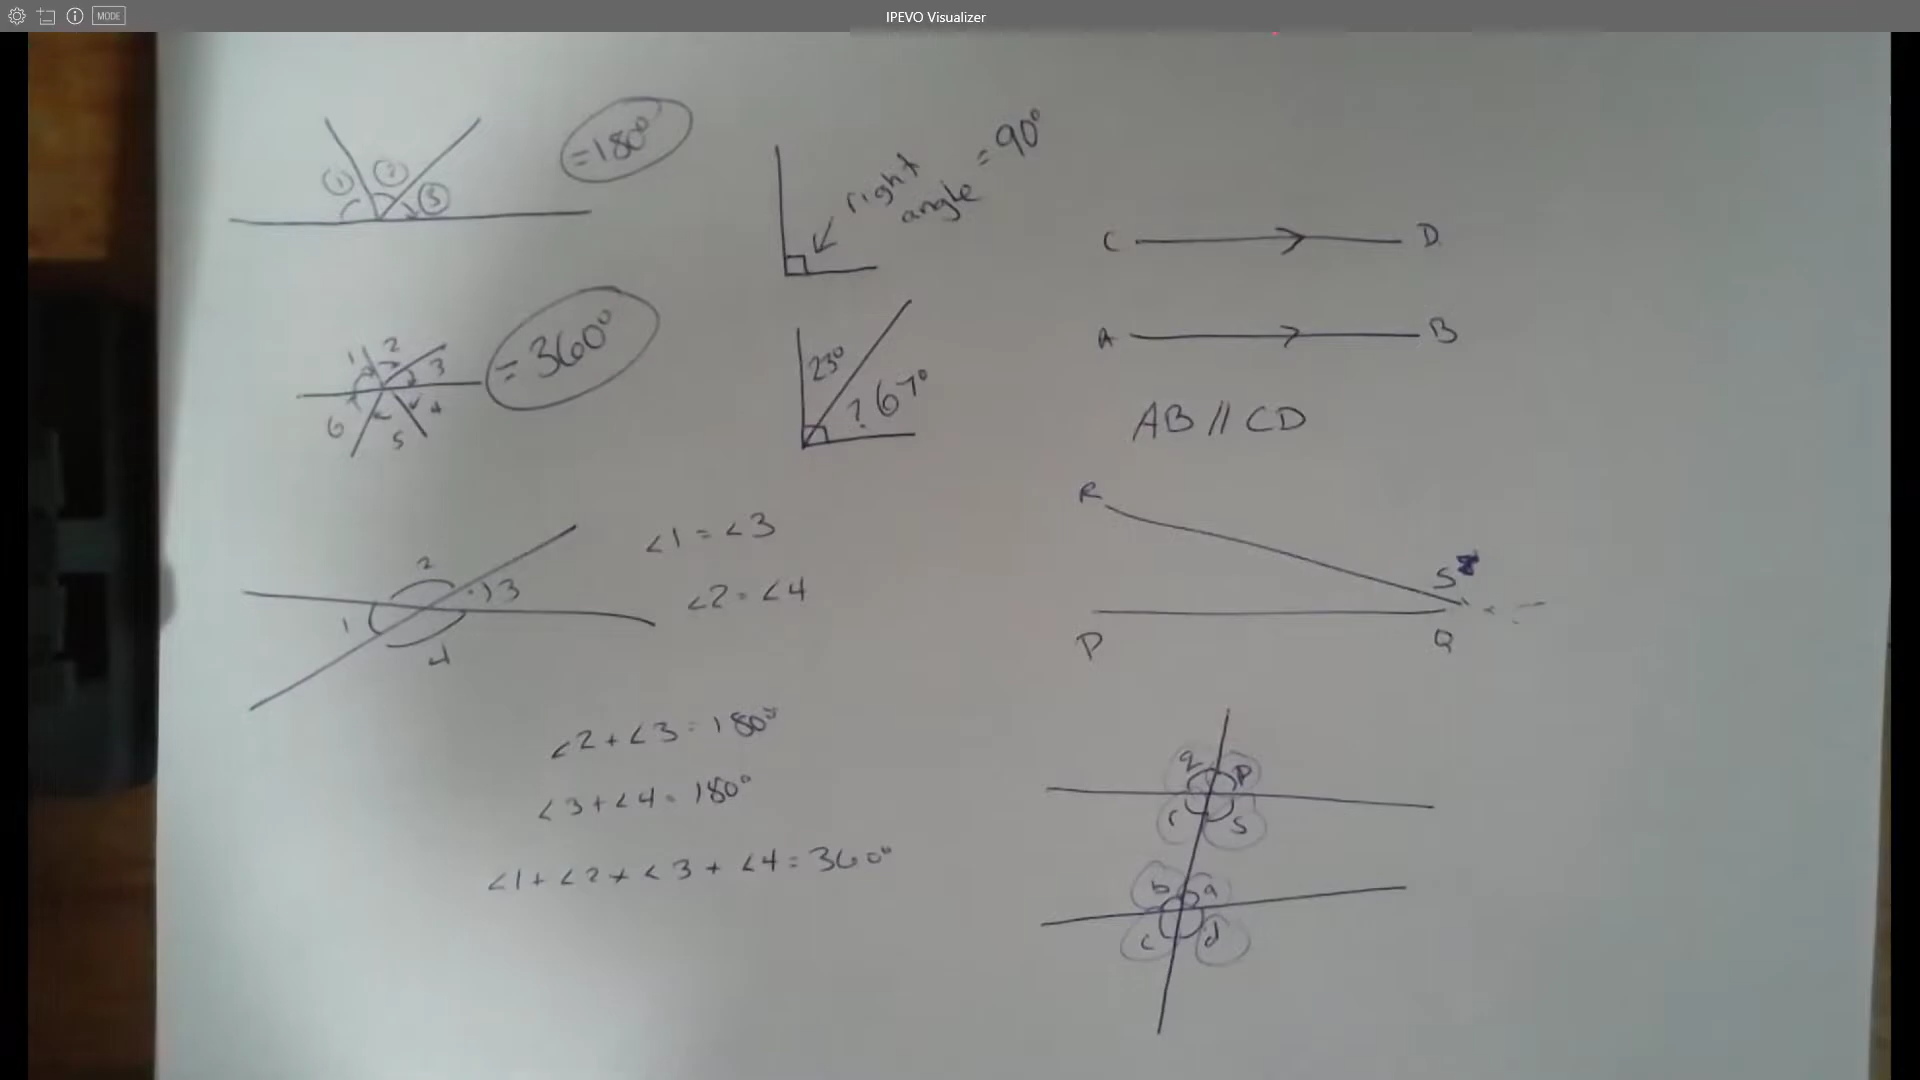 MODE
IPEVO Visualizer
1 2 3
=180°
right
angle
=90°
C D
A B
AB // CD
1 2 3
6 5 4
=360°
23°
? 67°
2
1 3
4
<1 = <3
<2 = <4
<2 + <3 = 180°
<3 + <4 = 180°
<1 + <2 + <3 + <4 = 360°
R
S
P Q
q p
r s
b a
c d